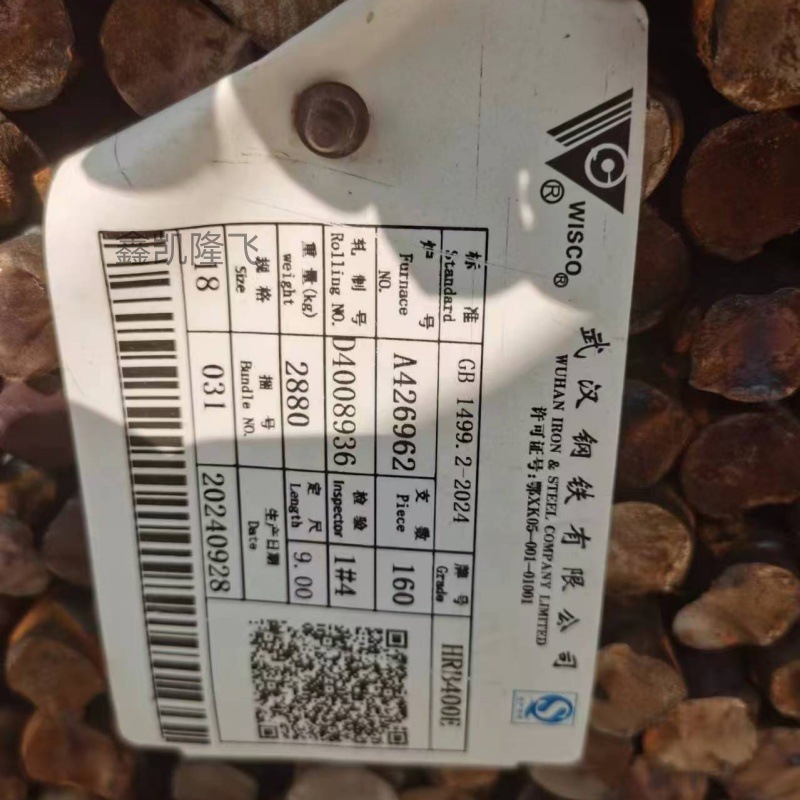 WISCO
武汉钢铁有限公司
WUHAN IRON & STEEL COMPANY LIMITED
许可证号:鄂XK05-001-01001
标准 Standard GB 1499.2-2024 牌号 Grade HRB400E
炉号 Furnace NO. A426962 支数 Piece 160
轧制号 Rolling NO. D4008936 检验 Inspector 1#4
重量(kg) weight 2880 定尺 Length 9.00
规格 Size 捆号 Bundle NO. 生产日期 Date
18 031 20240928
鑫凯隆飞